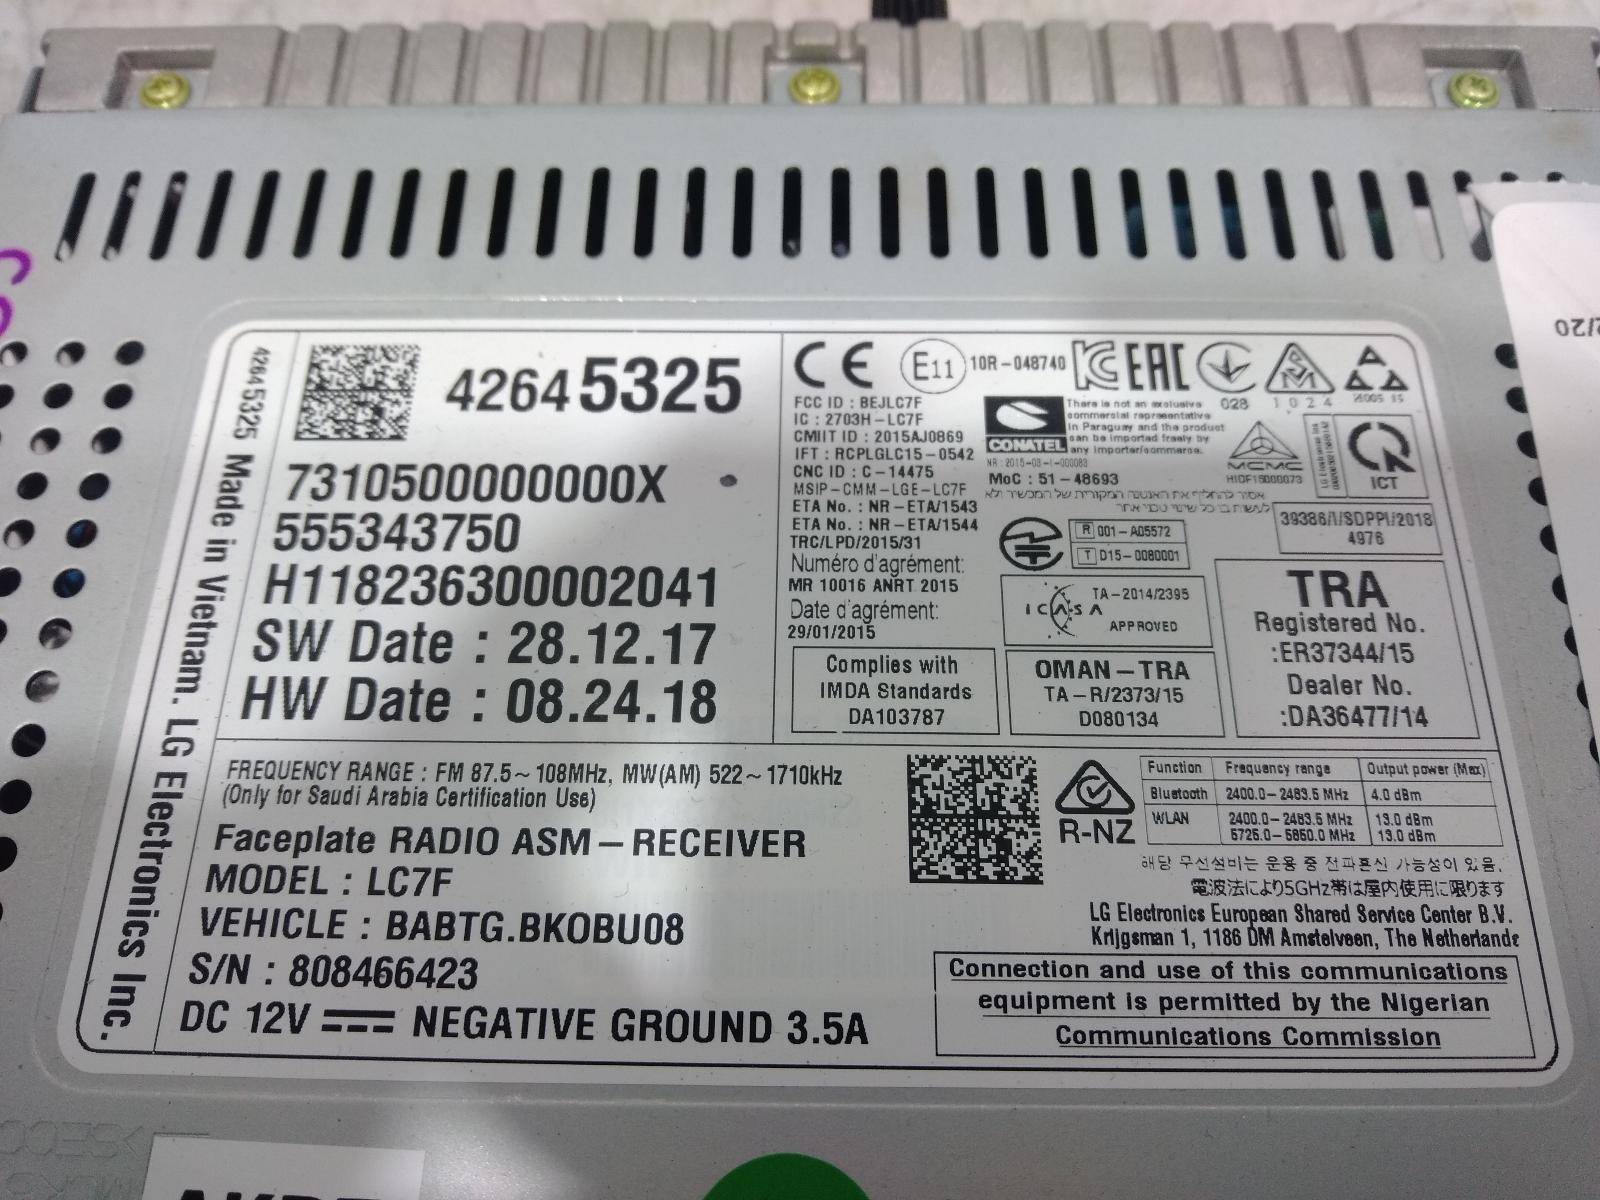 42645325 Made in Vietnam. LG Electronics Inc.
42645325
7310500000000X
555343750
H118236300002041
SW Date : 28.12.17
HW Date : 08.24.18
CE E11 10R-048740 KC EAC
028
1024
FCC ID : BEJLC7F
IC : 2703H-LC7F
CMIIT ID : 2015AJ0869
IFT : RCPLGLC15-0542
CNC ID : C-14475
MSIP-CMM-LGE-LC7F
ETA No. : NR-ETA/1543
ETA No. : NR-ETA/1544
TRC/LPD/2015/31
Numéro d'agrément:
MR 10016 ANRT 2015
Date d'agrément:
29/01/2015
CONATEL
There is not an exclusive
commercial representative
in Paraguay and the product
can be imported freely by
any importer/commerce.
MoC : 51-48693
MCMC
HIDF15000073
ICT
R 001-A05572
T D15-0080001
39386/I/SDPPI/2018
4976
ICASA
TA-2014/2395
APPROVED
Complies with
IMDA Standards
DA103787
OMAN-TRA
TA-R/2373/15
D080134
TRA
Registered No.
:ER37344/15
Dealer No.
:DA36477/14
FREQUENCY RANGE : FM 87.5~108MHz, MW(AM) 522~1710kHz
(Only for Saudi Arabia Certification Use)
Faceplate RADIO ASM-RECEIVER
MODEL : LC7F
VEHICLE : BABTG.BKOBU08
S/N : 808466423
DC 12V NEGATIVE GROUND 3.5A
R-NZ
Function Frequency range Output power (Max)
Bluetooth 2400.0-2483.5 MHz 4.0 dBm
WLAN 2400.0-2483.5 MHz 13.0 dBm
5725.0-5850.0 MHz 13.0 dBm
해당 무선설비는 운용 중 전파혼신 가능성이 있음.
電波法により5GHz帯は屋内使用に限ります
LG Electronics European Shared Service Center B.V.
Krijgsman 1, 1186 DM Amstelveen, The Netherlands
Connection and use of this communications
equipment is permitted by the Nigerian
Communications Commission